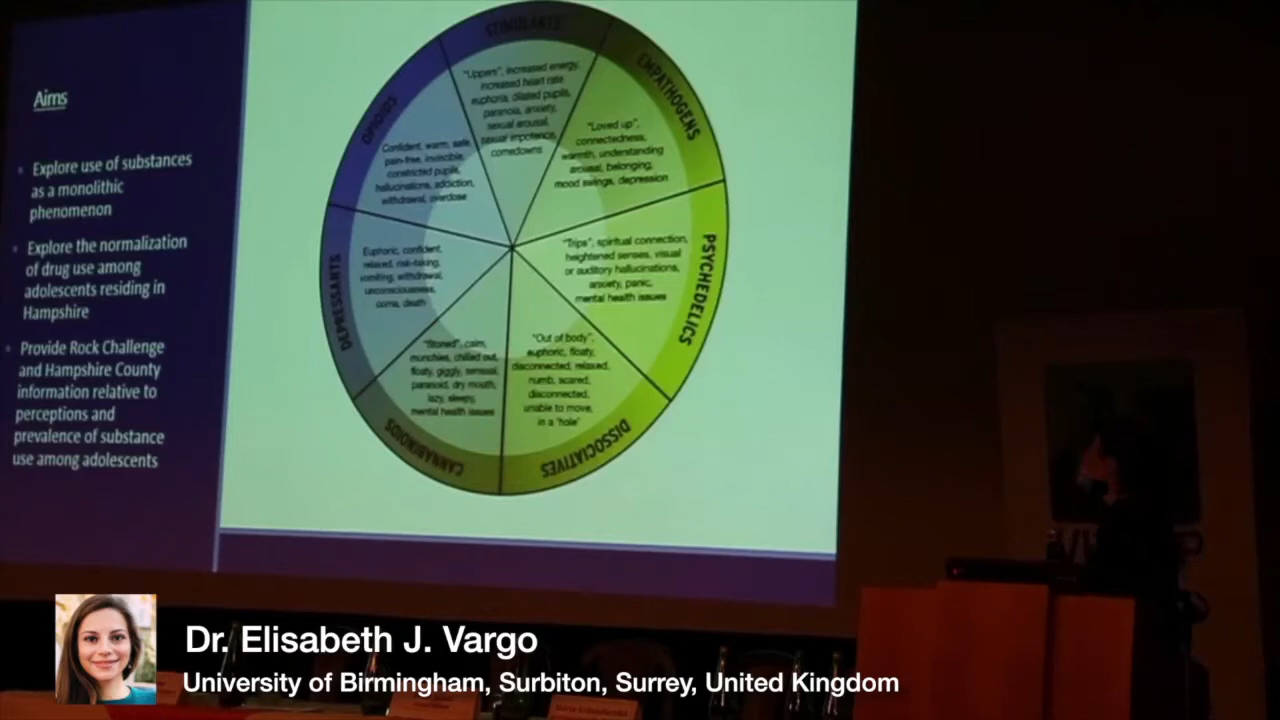 Aims
Explore use of substances
as a monolithic
phenomenon
Explore the normalization
of drug use among
adolescents residing in
Hampshire
Provide Rock Challenge
and Hampshire County
information relative to
perceptions and
prevalence of substance
use among adolescents
STIMULANTS
"Uppers", increased energy,
increased heart rate
euphoria, dilated pupils,
paranoia, anxiety,
sexual arousal,
sexual impotence,
comedowns
EMPATHOGENS
"Loved up",
connectedness,
warmth, understanding
arousal, belonging,
mood swings, depression
PSYCHEDELICS
"Trips", spiritual connection,
heightened senses, visual
or auditory hallucinations,
anxiety, panic,
mental health issues
DISSOCIATIVES
"Out of body",
euphoric, floaty,
disconnected, relaxed,
numb, scared,
disconnected,
unable to move,
in a 'hole'
CANNABINOIDS
"Stoned", calm,
munchies, chilled out,
floaty, giggly, sensual,
paranoid, dry mouth,
lazy, sleepy,
mental health issues
DEPRESSANTS
Euphoric, confident,
relaxed, risk-taking,
vomiting, withdrawal,
unconsciousness,
coma, death
OPIOIDS
Confident, warm, safe,
pain-free, invincible,
constricted pupils,
hallucinations, addiction,
withdrawal, overdose
Dr. Elisabeth J. Vargo
University of Birmingham, Surbiton, Surrey, United Kingdom